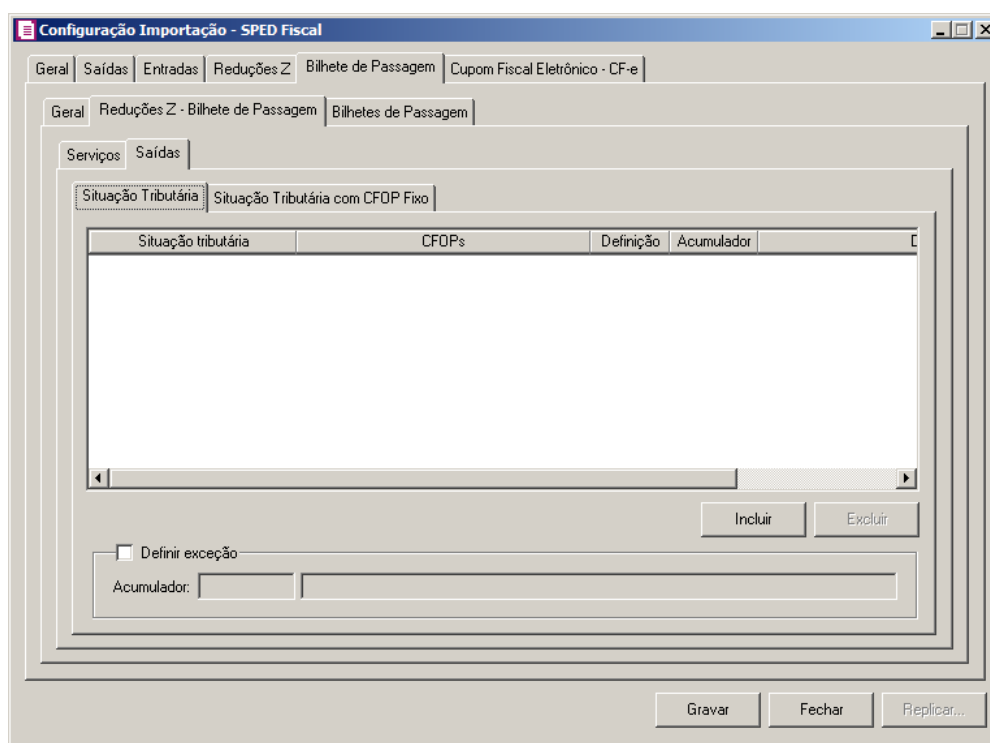 Configuração Importação - SPED Fiscal
Geral Saídas Entradas Reduções Z Bilhete de Passagem Cupom Fiscal Eletrônico - CF-e
Geral Reduções Z - Bilhete de Passagem Bilhetes de Passagem
Serviços Saídas
Situação Tributária Situação Tributária com CFOP Fixo
Situação tributária CFOPs Definição Acumulador
Incluir Excluir
Definir exceção
Acumulador:
Gravar Fechar Replicar...